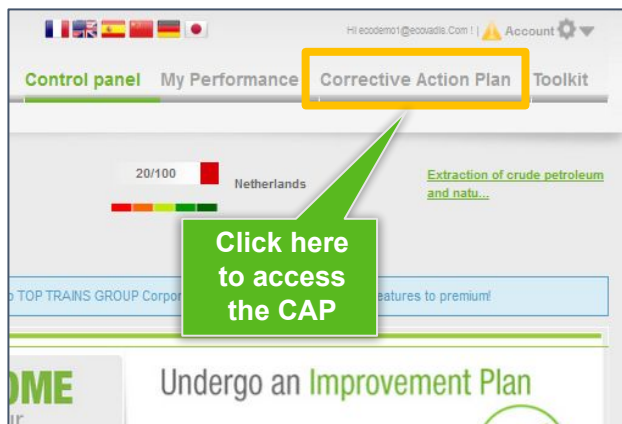 Hi ecodemo1@ecovadis.Com ! | Account
Control panel My Performance Corrective Action Plan Toolkit
20/100 Netherlands
Extraction of crude petroleum
and natu...
Click here
to access
the CAP
TOP TRAINS GROUP eatures to premium!
OME
Undergo an Improvement Plan